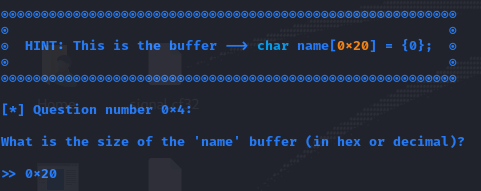 HINT: This is the buffer --> char name[0x20] = {0};
[*] Question number 0x4:
What is the size of the 'name' buffer (in hex or decimal)?
>> 0x20